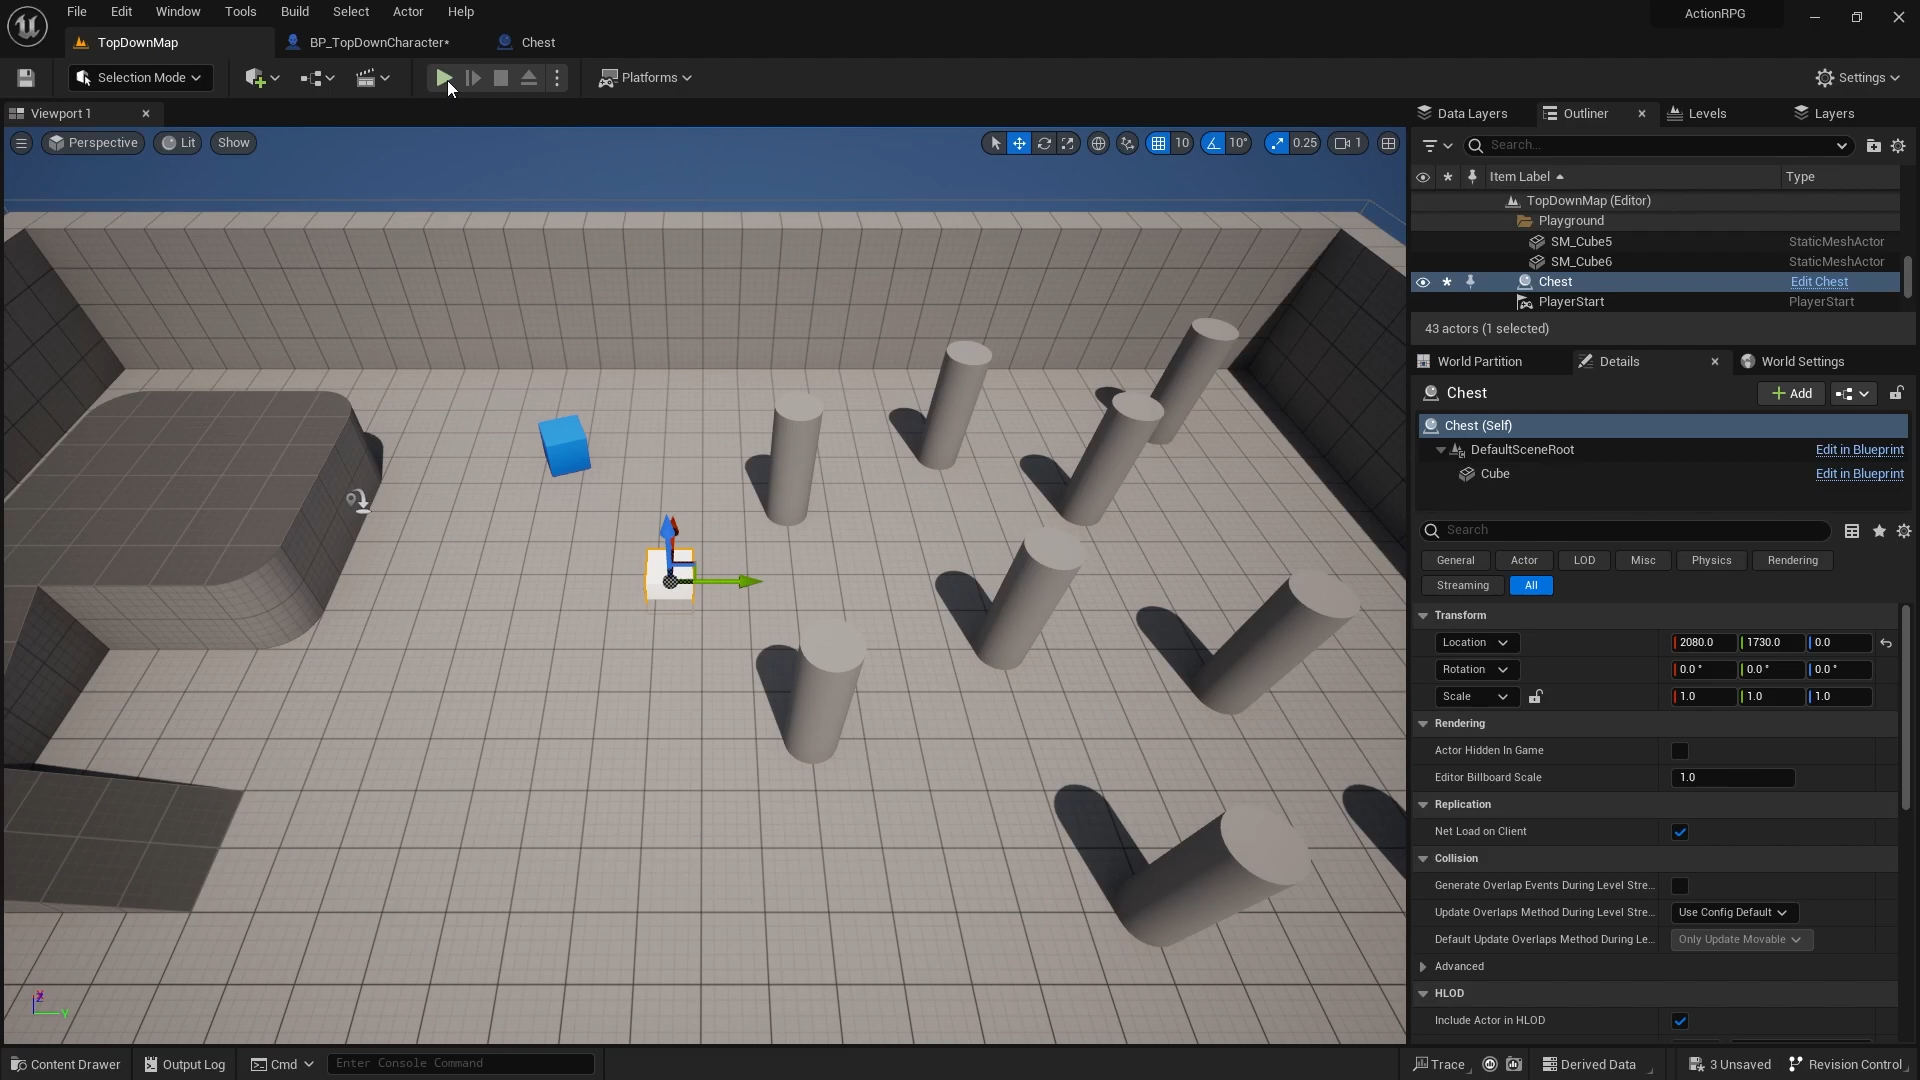 File Edit Window Tools Build Select Actor Help
ActionRPG
TopDownMap
BP_TopDownCharacter*
Chest
Selection Mode
Platforms
Settings
Viewport 1
Perspective
Lit
Show
10
10°
0.25
1
Data Layers
Outliner
Levels
Layers
Search...
Item Label
Type
TopDownMap (Editor)
Playground
SM_Cube5 StaticMeshActor
SM_Cube6 StaticMeshActor
Chest Edit Chest
PlayerStart PlayerStart
43 actors (1 selected)
World Partition
Details
World Settings
Chest
Add
Chest (Self)
DefaultSceneRoot Edit in Blueprint
Cube Edit in Blueprint
Search
General Actor LOD Misc Physics Rendering
Streaming All
Transform
Location 2080.0 1730.0 0.0
Rotation 0.0° 0.0° 0.0°
Scale 1.0 1.0 1.0
Rendering
Actor Hidden In Game
Editor Billboard Scale 1.0
Replication
Net Load on Client
Collision
Generate Overlap Events During Level Stre...
Update Overlaps Method During Level Stre... Use Config Default
Default Update Overlaps Method During Le... Only Update Movable
Advanced
HLOD
Include Actor in HLOD
Z
Y
Content Drawer
Output Log
Cmd
Enter Console Command
Trace
Derived Data
3 Unsaved
Revision Control